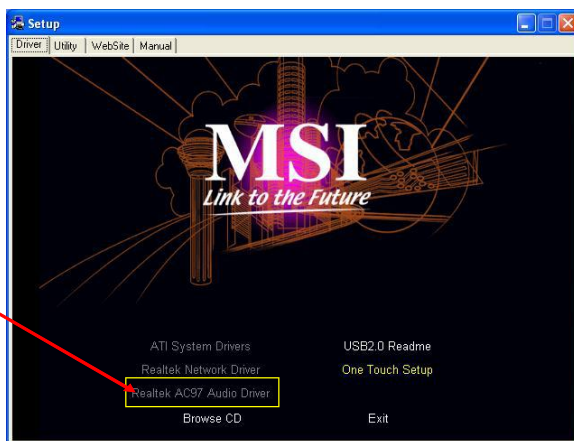 Setup
Driver Utility WebSite Manual
MSI
Link to the Future
ATI System Drivers
USB2.0 Readme
Realtek Network Driver
One Touch Setup
Realtek AC97 Audio Driver
Browse CD
Exit